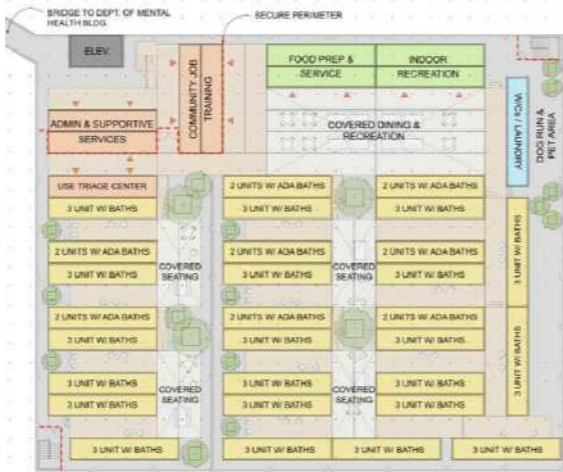 BRIDGE TO DEPT. OF MENTAL
HEALTH BLDG.
SECURE PERIMETER
ELEV.
COMMUNITY JOB
TRAINING
FOOD PREP &
SERVICE
INDOOR
RECREATION
ADMIN & SUPPORTIVE
SERVICES
COVERED DINING &
RECREATION
W/Cs / LAUNDRY
DOG RUN &
PET AREA
USE TRIAGE CENTER
2 UNITS W/ ADA BATHS
2 UNITS W/ ADA BATHS
3 UNIT W/ BATHS
3 UNIT W/ BATHS
3 UNIT W/ BATHS
2 UNITS W/ ADA BATHS
2 UNITS W/ ADA BATHS
2 UNITS W/ ADA BATHS
3 UNIT W/ BATHS
COVERED
SEATING
3 UNIT W/ BATHS
COVERED
SEATING
3 UNIT W/ BATHS
3 UNIT W/ BATHS
2 UNITS W/ ADA BATHS
2 UNITS W/ ADA BATHS
2 UNITS W/ ADA BATHS
3 UNIT W/ BATHS
3 UNIT W/ BATHS
3 UNIT W/ BATHS
3 UNIT W/ BATHS
3 UNIT W/ BATHS
COVERED
SEATING
3 UNIT W/ BATHS
COVERED
SEATING
3 UNIT W/ BATHS
3 UNIT W/ BATHS
3 UNIT W/ BATHS
3 UNIT W/ BATHS
3 UNIT W/ BATHS
3 UNIT W/ BATHS
3 UNIT W/ BATHS
3 UNIT W/ BATHS